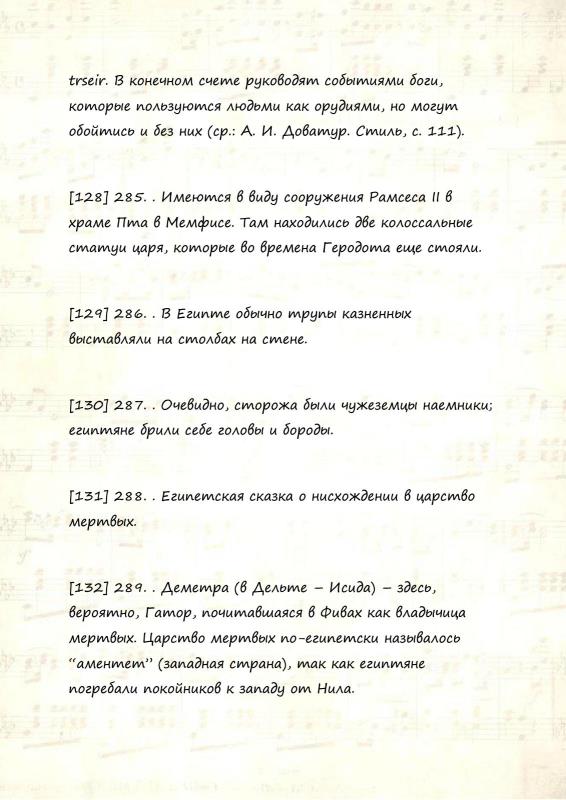 trseir. В конечном счете руководят событиями боги,
которые пользуются людьми как орудиями, но могут
обойтись и без них (ср.: А. И. Доватур. Стиль, с. 111).
[128] 285. . Имеются в виду сооружения Рамсеса II в
храме Пта в Мемфисе. Там находились две колоссальные
статуи царя, которые во времена Геродота еще стояли.
[129] 286. . В Египте обычно трупы казненных
выставляли на столбах на стене.
[130] 287. . Очевидно, сторожа были чужеземцы наемники;
египтяне брили себе головы и бороды.
[131] 288. . Египетская сказка о нисхождении в царство
мертвых.
[132] 289. . Деметра (в Дельте – Исида) – здесь,
вероятно, Гатор, почитавшаяся в Фивах как владычица
мертвых. Царство мертвых по-египетски называлось
“аментет” (западная страна), так как египтяне
погребали покойников к западу от Нила.